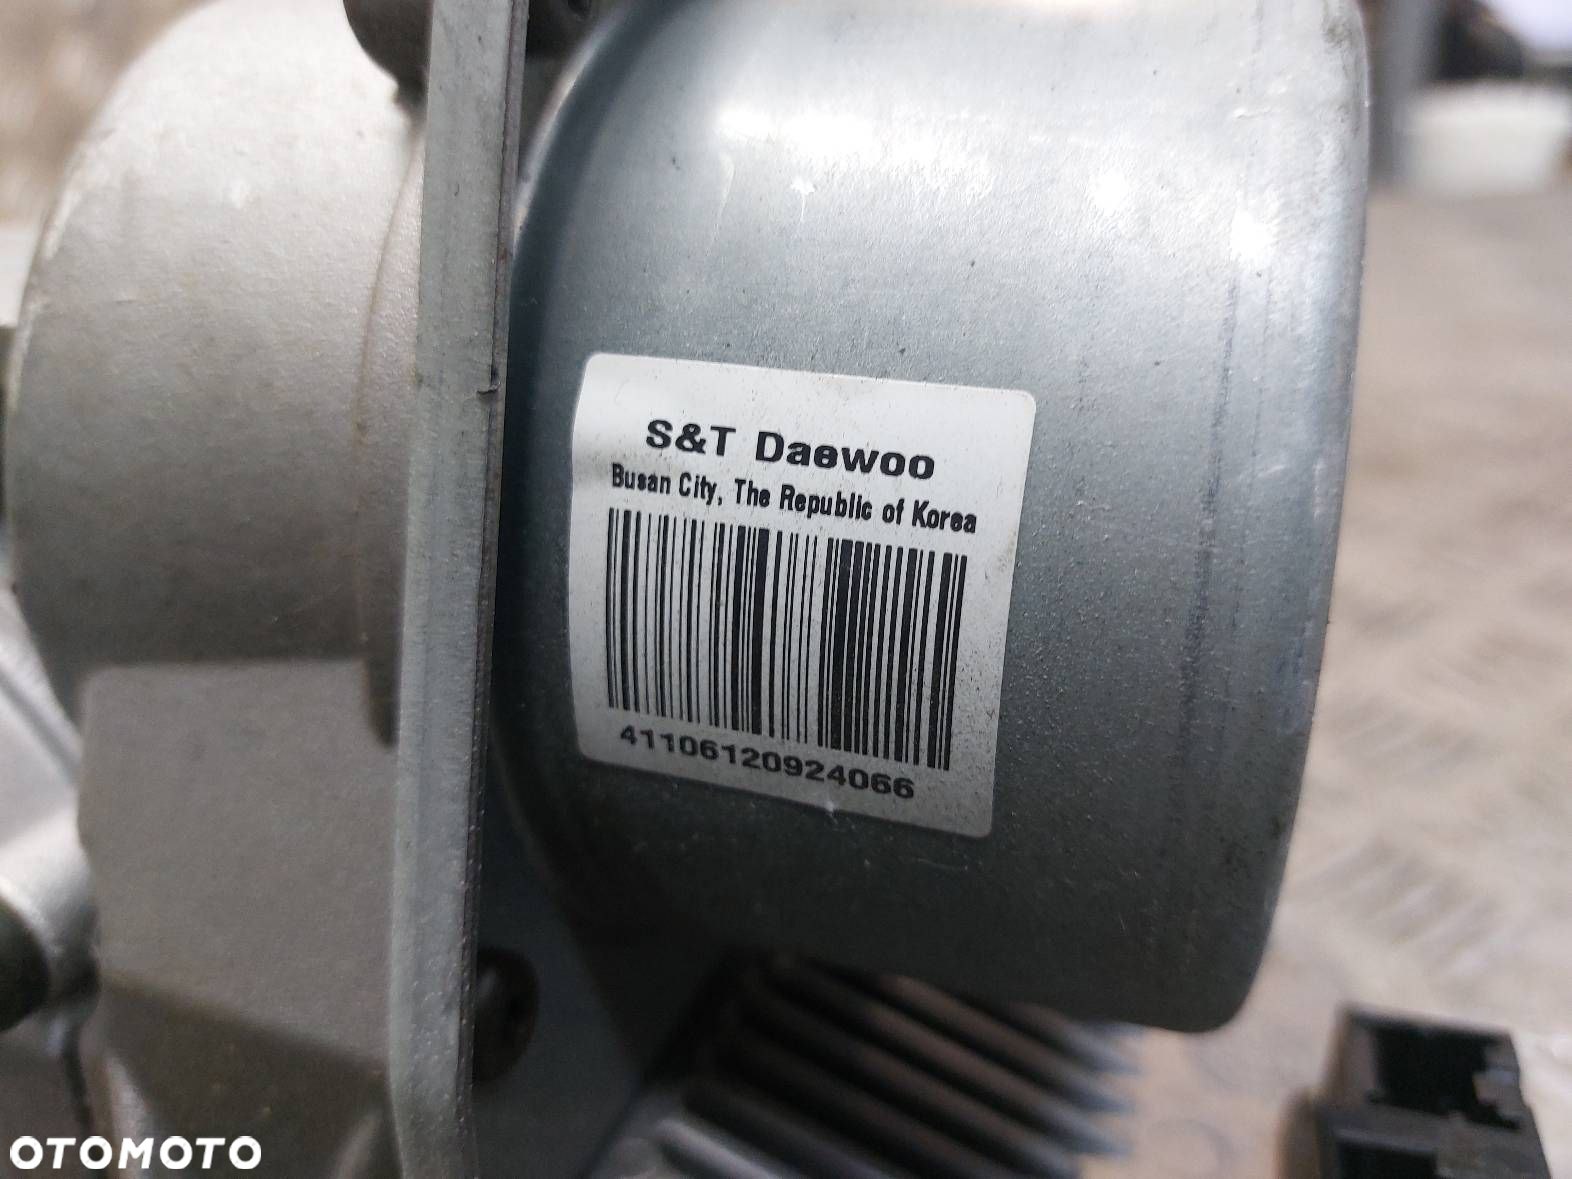 S&T Daewoo
Busan City, The Republic of Korea
41106120924066
OTOMOTO